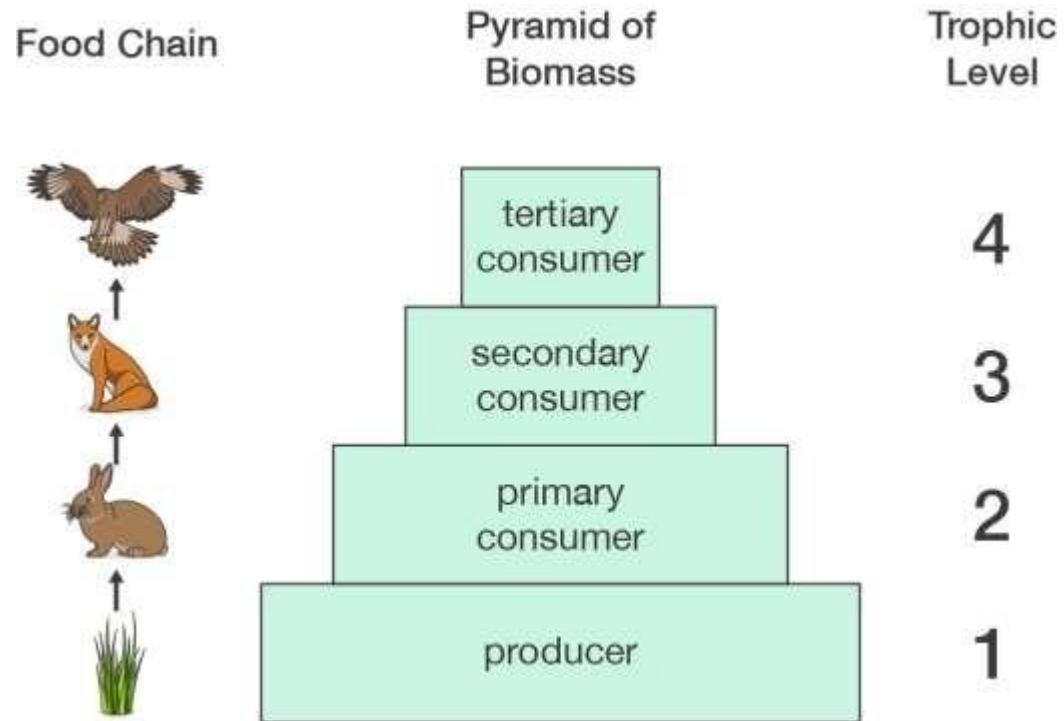 Food Chain
Pyramid of
Biomass
Trophic
Level
tertiary
consumer
4
secondary
consumer
3
primary
consumer
2
producer
1